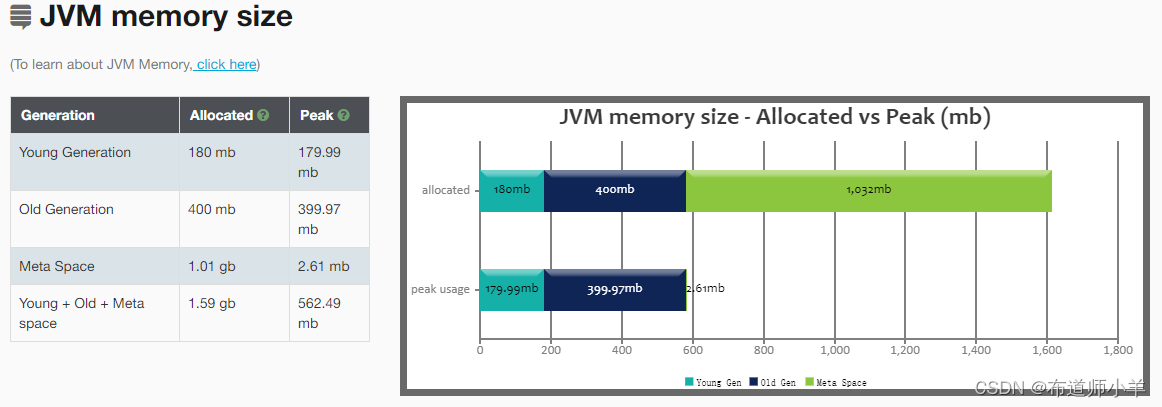 JVM memory size
(To learn about JVM Memory, click here)
Generation Allocated ? Peak ?
Young Generation 180 mb 179.99
mb
Old Generation 400 mb 399.97
mb
Meta Space 1.01 gb 2.61 mb
Young + Old + Meta 1.59 gb 562.49
space mb
JVM memory size - Allocated vs Peak (mb)
allocated 180mb 400mb 1,032mb
peak usage 179.99mb 399.97mb 2.61mb
0 200 400 600 800 1,000 1,200 1,400 1,600 1,800
Young Gen Old Gen Meta Space
CSDN @布道师小羊